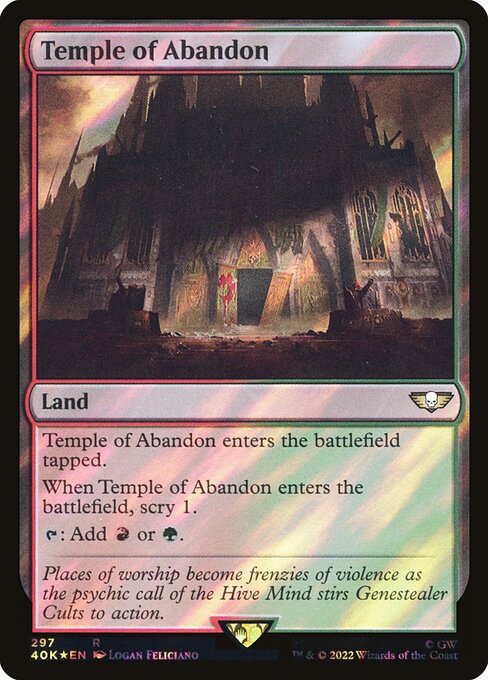 Temple of Abandon
Land
Temple of Abandon enters the battlefield
tapped.
When Temple of Abandon enters the
battlefield, scry 1.
: Add or .
Places of worship become frenzies of violence as
the psychic call of the Hive Mind stirs Genestealer
Cults to action.
297 R
40K★EN Logan Feliciano
© GW
™ & © 2022 Wizards of the Coast